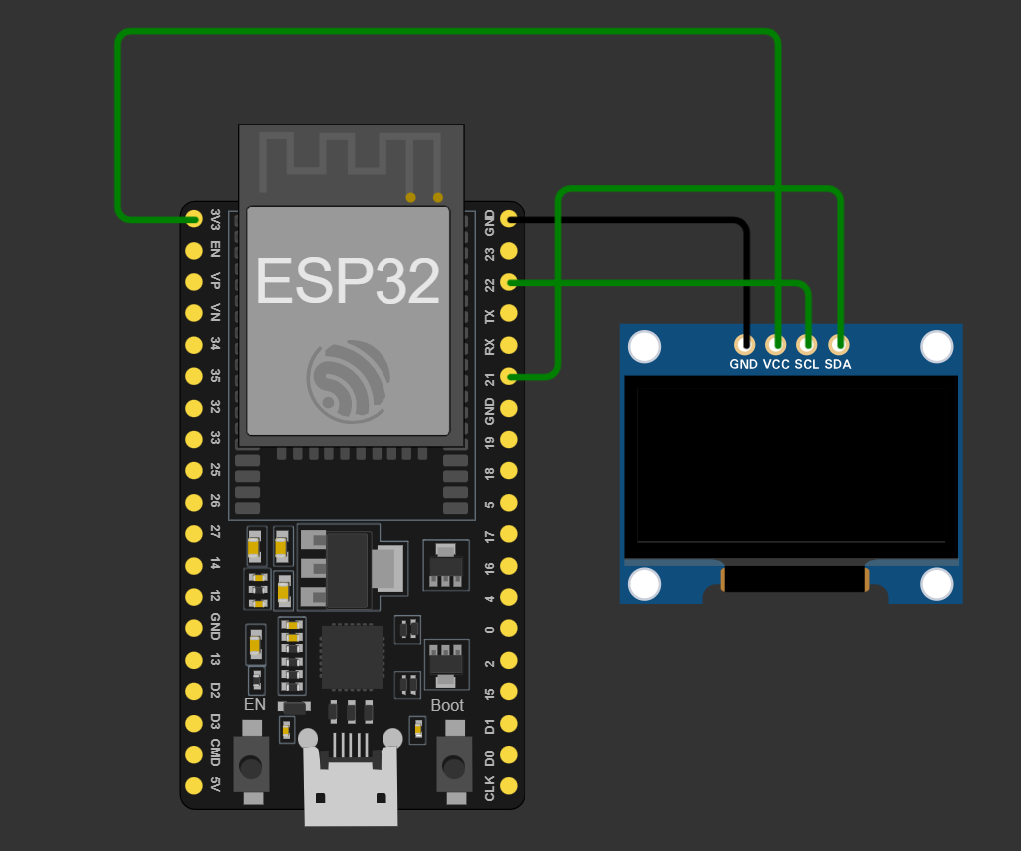 ESP32
3V3
EN
VP
VN
34
35
32
33
25
26
27
14
12
GND
13
D2
D3
CMD
5V
GND
23
22
TX
RX
21
GND
19
18
5
17
16
4
0
2
15
D1
D0
CLK
EN
Boot
GND VCC SCL SDA